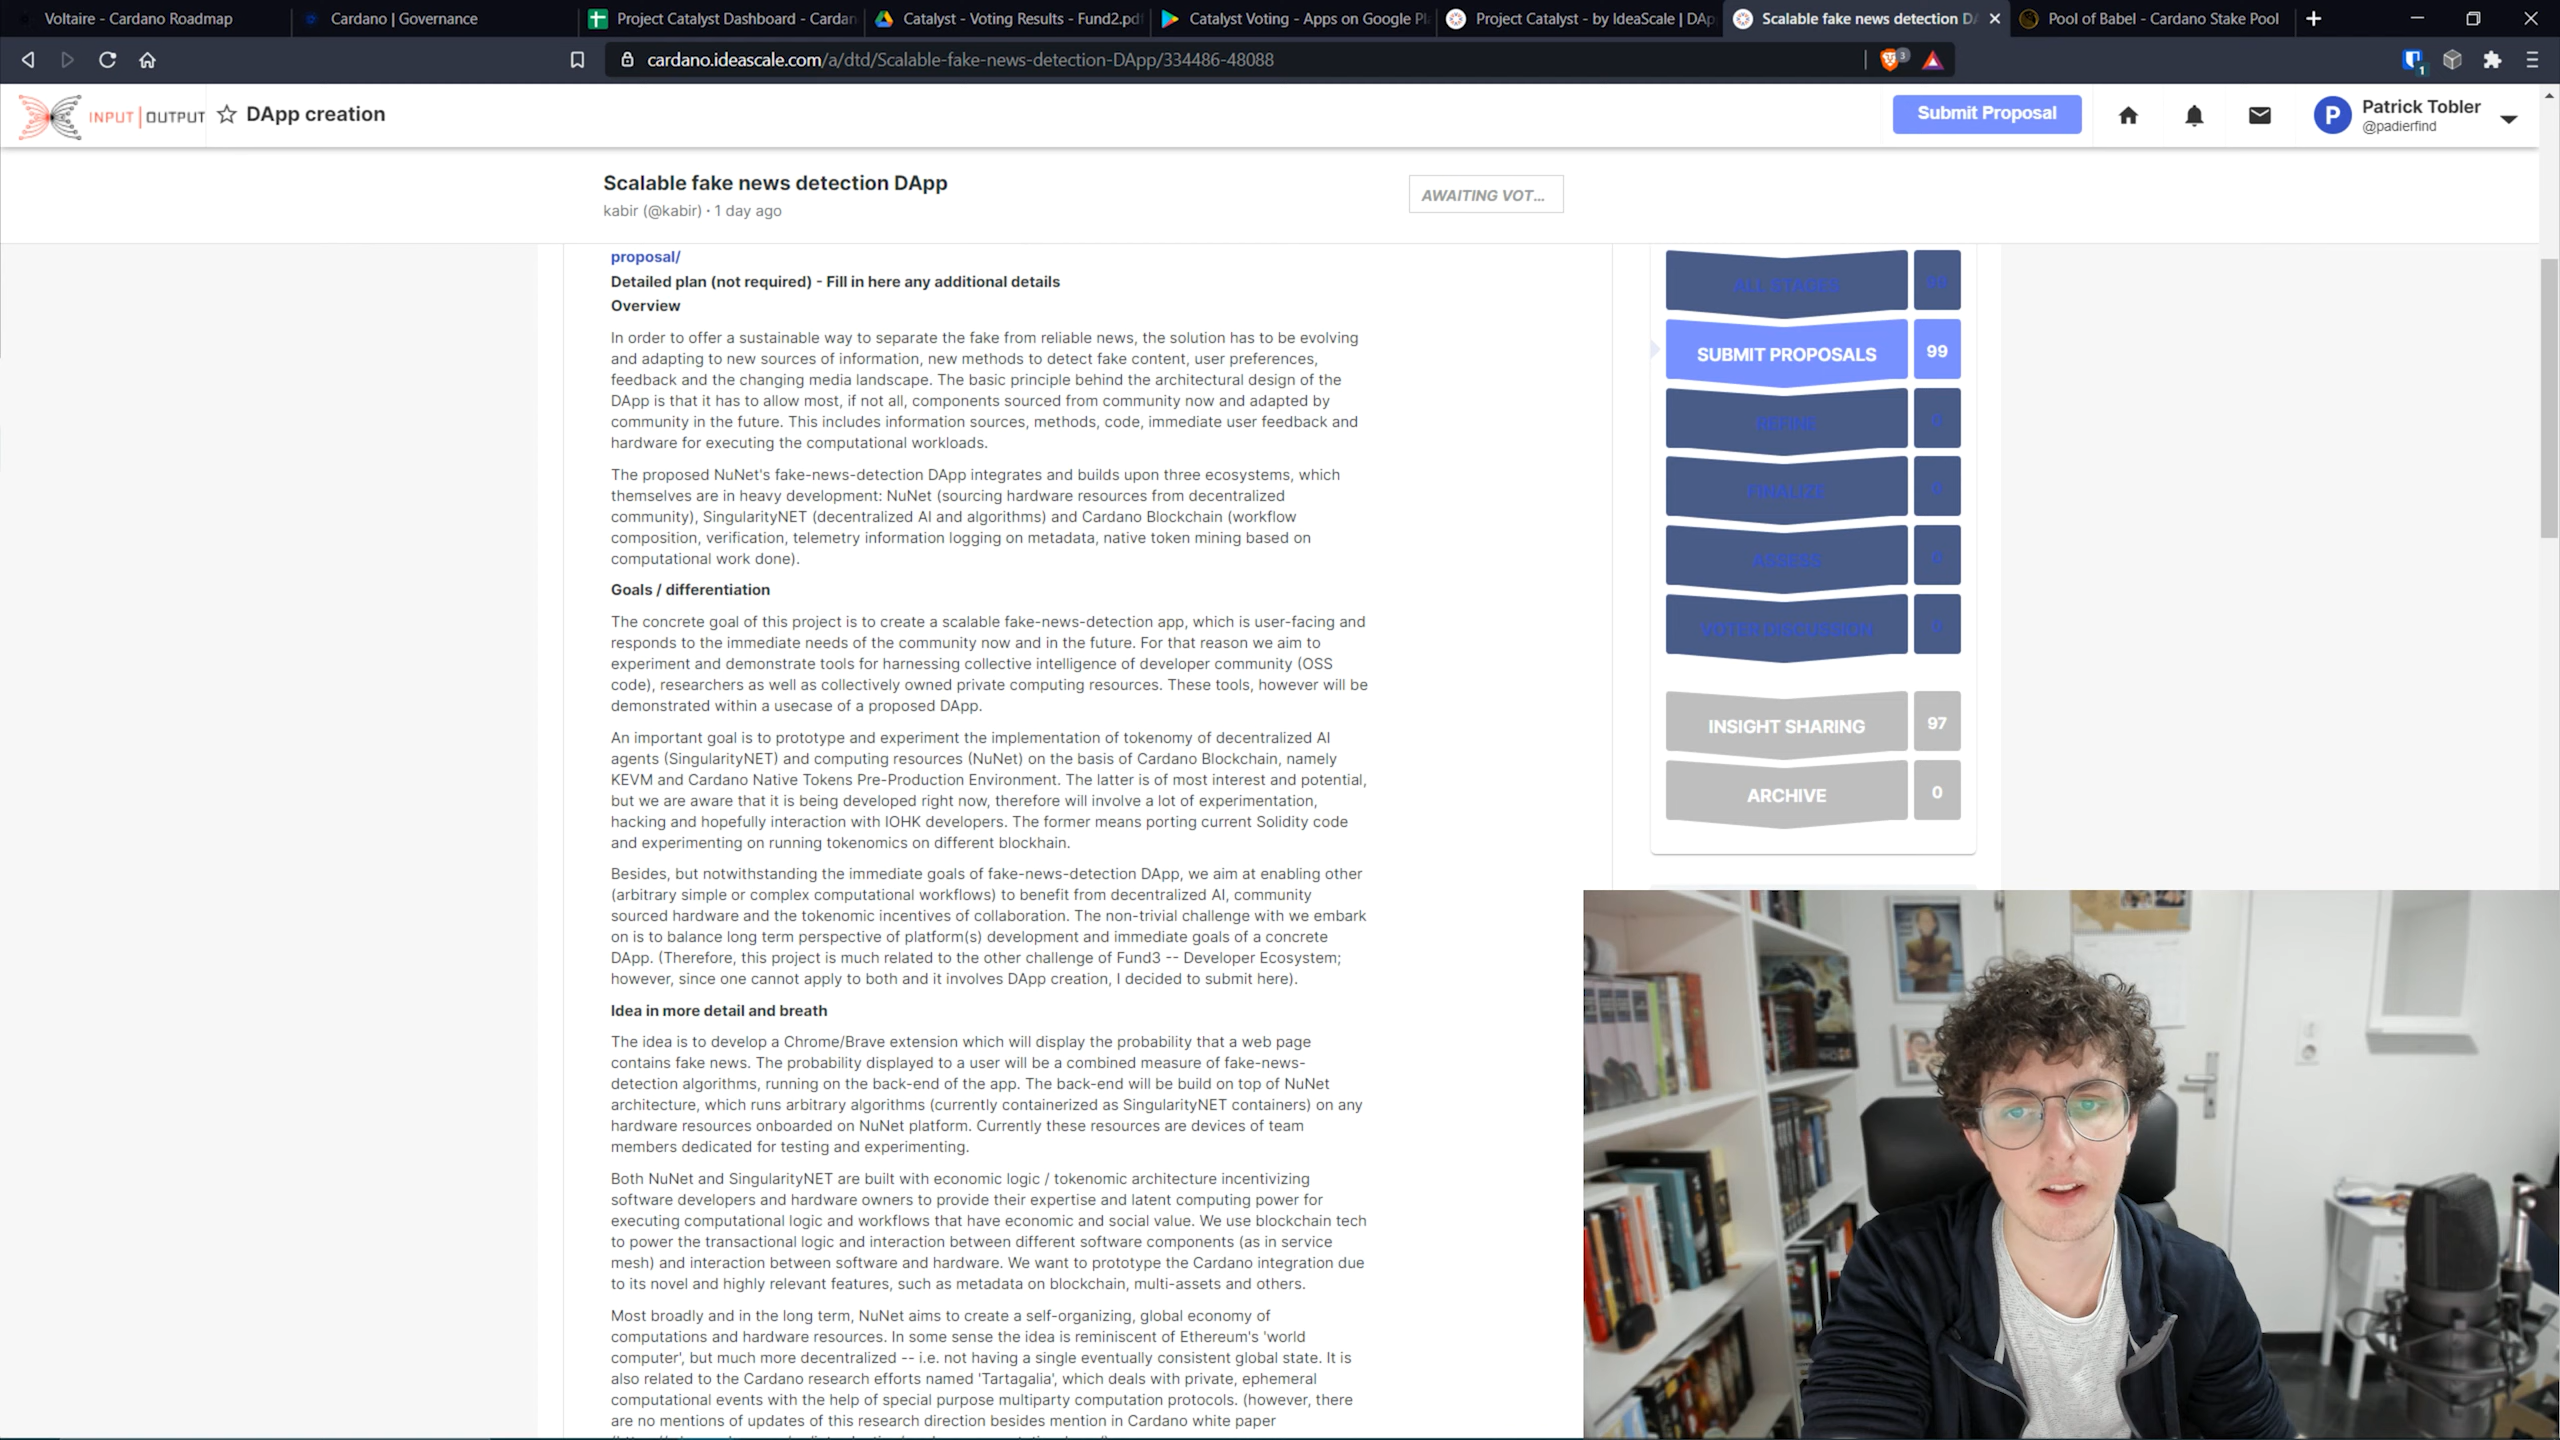 Voltaire - Cardano Roadmap
Cardano | Governance
Project Catalyst Dashboard - Cardan
Catalyst - Voting Results - Fund2.pdf
Catalyst Voting - Apps on Google Pl
Project Catalyst - by IdeaScale | DAp
Scalable fake news detection DA
Pool of Babel - Cardano Stake Pool
cardano.ideascale.com/a/dtd/Scalable-fake-news-detection-DApp/334486-48088
3
1
INPUT | OUTPUT
DApp creation
Submit Proposal
P
Patrick Tobler
@padierfind
Scalable fake news detection DApp
kabir (@kabir) · 1 day ago
AWAITING VOT...
proposal/
Detailed plan (not required) - Fill in here any additional details
Overview
In order to offer a sustainable way to separate the fake from reliable news, the solution has to be evolving
and adapting to new sources of information, new methods to detect fake content, user preferences,
feedback and the changing media landscape. The basic principle behind the architectural design of the
DApp is that it has to allow most, if not all, components sourced from community now and adapted by
community in the future. This includes information sources, methods, code, immediate user feedback and
hardware for executing the computational workloads.
The proposed NuNet's fake-news-detection DApp integrates and builds upon three ecosystems, which
themselves are in heavy development: NuNet (sourcing hardware resources from decentralized
community), SingularityNET (decentralized AI and algorithms) and Cardano Blockchain (workflow
composition, verification, telemetry information logging on metadata, native token mining based on
computational work done).
Goals / differentiation
The concrete goal of this project is to create a scalable fake-news-detection app, which is user-facing and
responds to the immediate needs of the community now and in the future. For that reason we aim to
experiment and demonstrate tools for harnessing collective intelligence of developer community (OSS
code), researchers as well as collectively owned private computing resources. These tools, however will be
demonstrated within a usecase of a proposed DApp.
An important goal is to prototype and experiment the implementation of tokenomy of decentralized AI
agents (SingularityNET) and computing resources (NuNet) on the basis of Cardano Blockchain, namely
KEVM and Cardano Native Tokens Pre-Production Environment. The latter is of most interest and potential,
but we are aware that it is being developed right now, therefore will involve a lot of experimentation,
hacking and hopefully interaction with IOHK developers. The former means porting current Solidity code
and experimenting on running tokenomics on different blockhain.
Besides, but notwithstanding the immediate goals of fake-news-detection DApp, we aim at enabling other
(arbitrary simple or complex computational workflows) to benefit from decentralized AI, community
sourced hardware and the tokenomic incentives of collaboration. The non-trivial challenge with we embark
on is to balance long term perspective of platform(s) development and immediate goals of a concrete
DApp. (Therefore, this project is much related to the other challenge of Fund3 -- Developer Ecosystem;
however, since one cannot apply to both and it involves DApp creation, I decided to submit here).
Idea in more detail and breath
The idea is to develop a Chrome/Brave extension which will display the probability that a web page
contains fake news. The probability displayed to a user will be a combined measure of fake-news-
detection algorithms, running on the back-end of the app. The back-end will be build on top of NuNet
architecture, which runs arbitrary algorithms (currently containerized as SingularityNET containers) on any
hardware resources onboarded on NuNet platform. Currently these resources are devices of team
members dedicated for testing and experimenting.
Both NuNet and SingularityNET are built with economic logic / tokenomic architecture incentivizing
software developers and hardware owners to provide their expertise and latent computing power for
executing computational logic and workflows that have economic and social value. We use blockchain tech
to power the transactional logic and interaction between different software components (as in service
mesh) and interaction between software and hardware. We want to prototype the Cardano integration due
to its novel and highly relevant features, such as metadata on blockchain, multi-assets and others.
Most broadly and in the long term, NuNet aims to create a self-organizing, global economy of
computations and hardware resources. In some sense the idea is reminiscent of Ethereum's 'world
computer', but much more decentralized -- i.e. not having a single eventually consistent global state. It is
also related to the Cardano research efforts named 'Tartagalia', which deals with private, ephemeral
computational events with the help of special purpose multiparty computation protocols. (however, there
are no mentions of updates of this research direction besides mention in Cardano white paper
ALL STAGES 99
SUBMIT PROPOSALS 99
REFINE 0
FINALIZE 0
ASSESS 0
VOTER DISCUSSION 0
INSIGHT SHARING 97
ARCHIVE 0